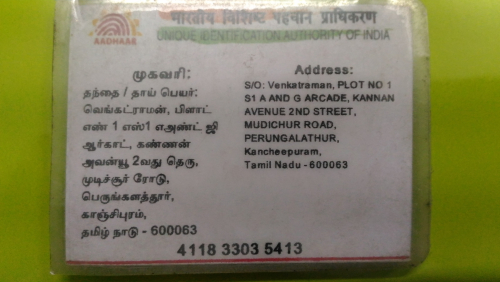 AADHAAR
भारतीय विशिष्ट पहचान प्राधिकरण
UNIQUE IDENTIFICATION AUTHORITY OF INDIA
முகவரி:
தந்தை / தாய் பெயர்:
வெங்கட்ராமன், பிளாட்
எண் 1 எஸ்1 எஅண்ட் ஜி
ஆர்காட், கண்ணன்
அவன்யூ 2வது தெரு,
முடிச்சூர் ரோடு,
பெருங்களத்தூர்,
காஞ்சிபுரம்,
தமிழ் நாடு - 600063
Address:
S/O: Venkatraman, PLOT NO 1
S1 A AND G ARCADE, KANNAN
AVENUE 2ND STREET,
MUDICHUR ROAD,
PERUNGALATHUR,
Kancheepuram,
Tamil Nadu - 600063
4118 3303 5413